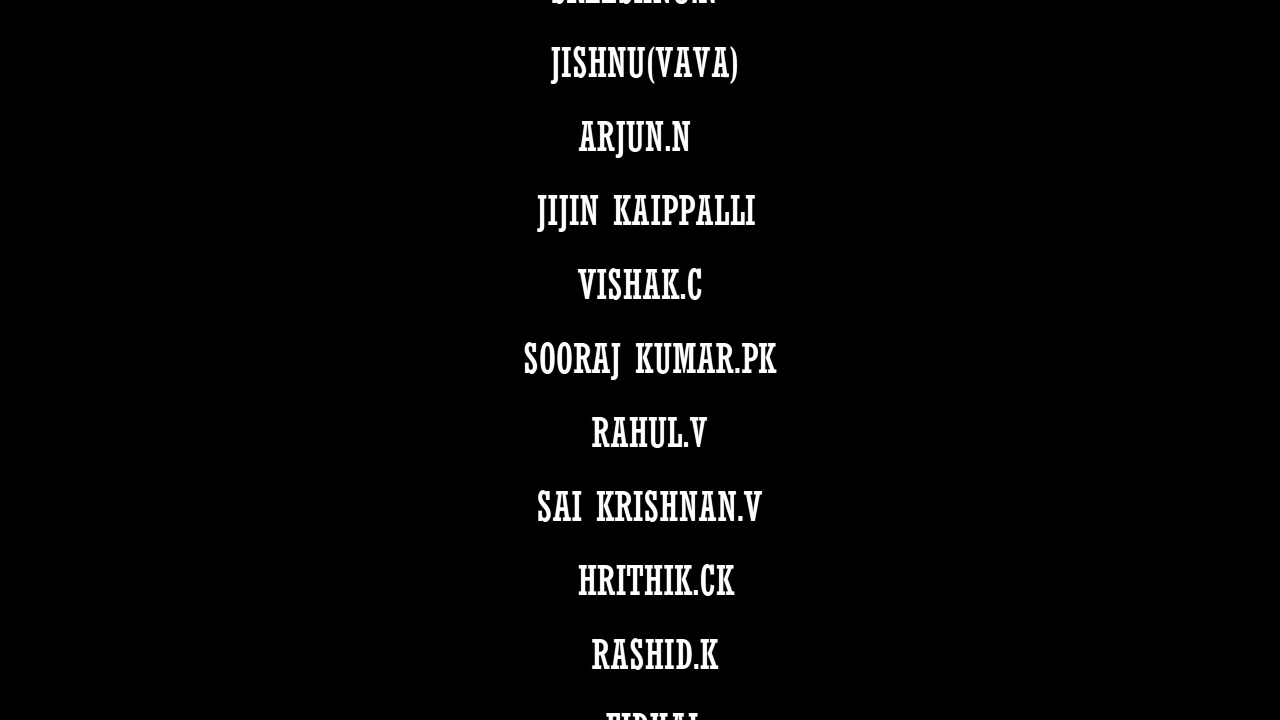 JISHNU(VAVA)
ARJUN.N
JIJIN KAIPPALLI
VISHAK.C
SOORAJ KUMAR.PK
RAHUL.V
SAI KRISHNAN.V
HRITHIK.CK
RASHID.K